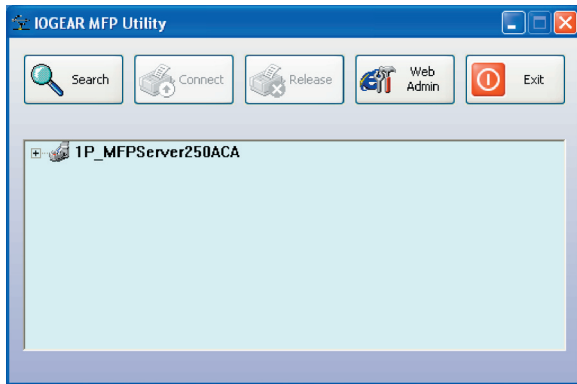 IOGEAR MFP Utility
Search
Connect
Release
Web
Admin
Exit
1P_MFPServer250ACA